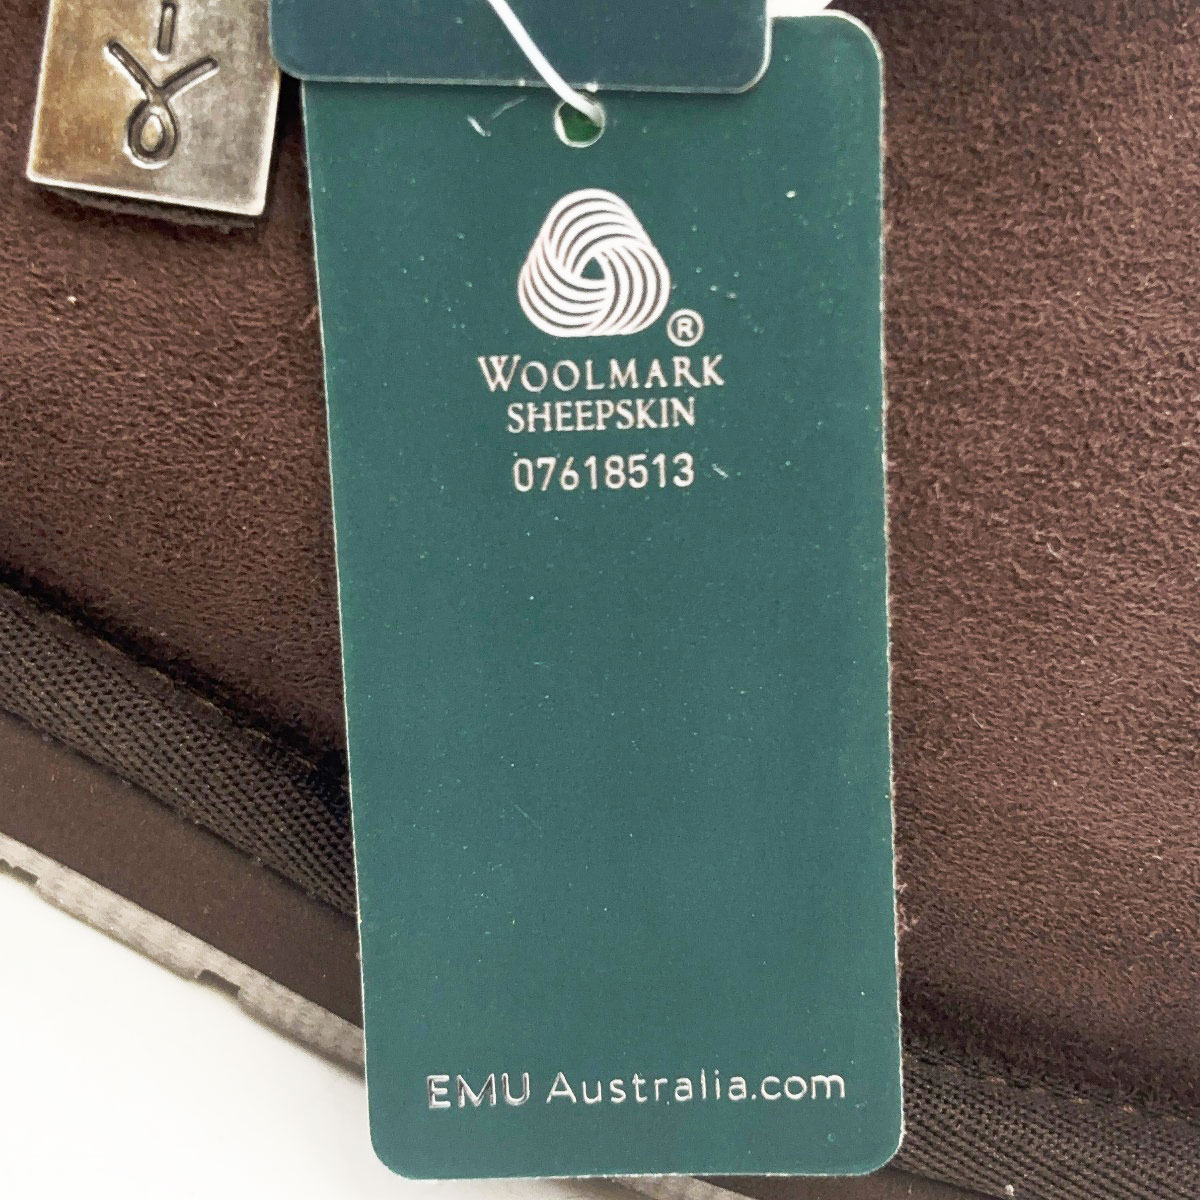 ®
WOOLMARK
SHEEPSKIN
07618513
EMU Australia.com